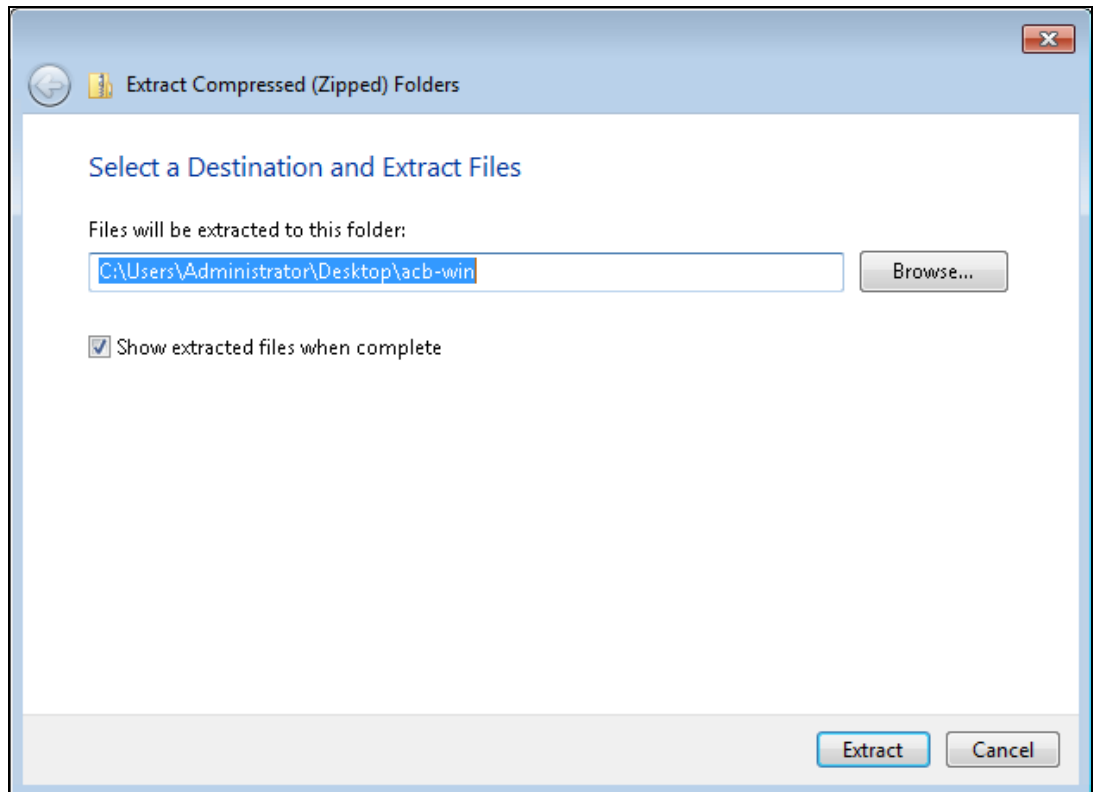 Extract Compressed (Zipped) Folders
Select a Destination and Extract Files
Files will be extracted to this folder:
C:\Users\Administrator\Desktop\acb-win
Browse...
Show extracted files when complete
Extract
Cancel